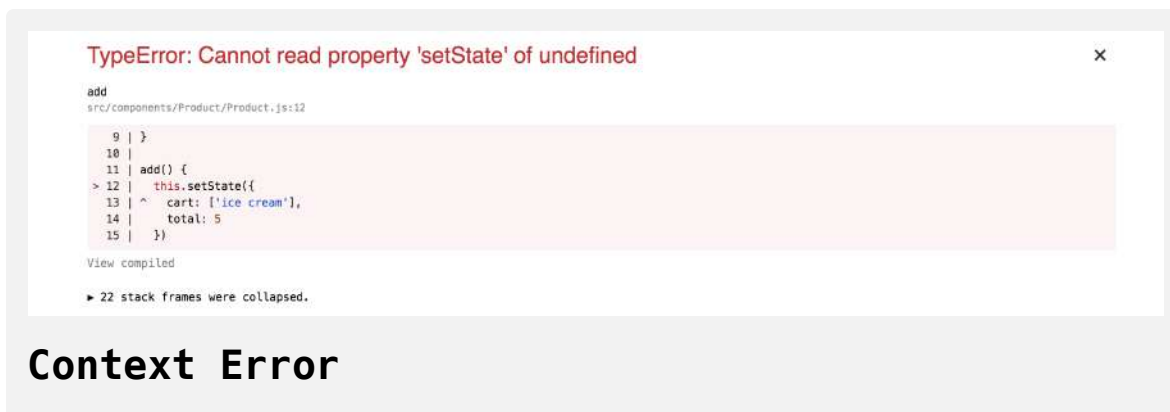 TypeError: Cannot read property 'setState' of undefined ×
add
src/components/Product/Product.js:12
9 | }
10 |
11 | add() {
> 12 | this.setState({
13 | ^ cart: ['ice cream'],
14 | total: 5
15 | })
View compiled
▶ 22 stack frames were collapsed.
Context Error